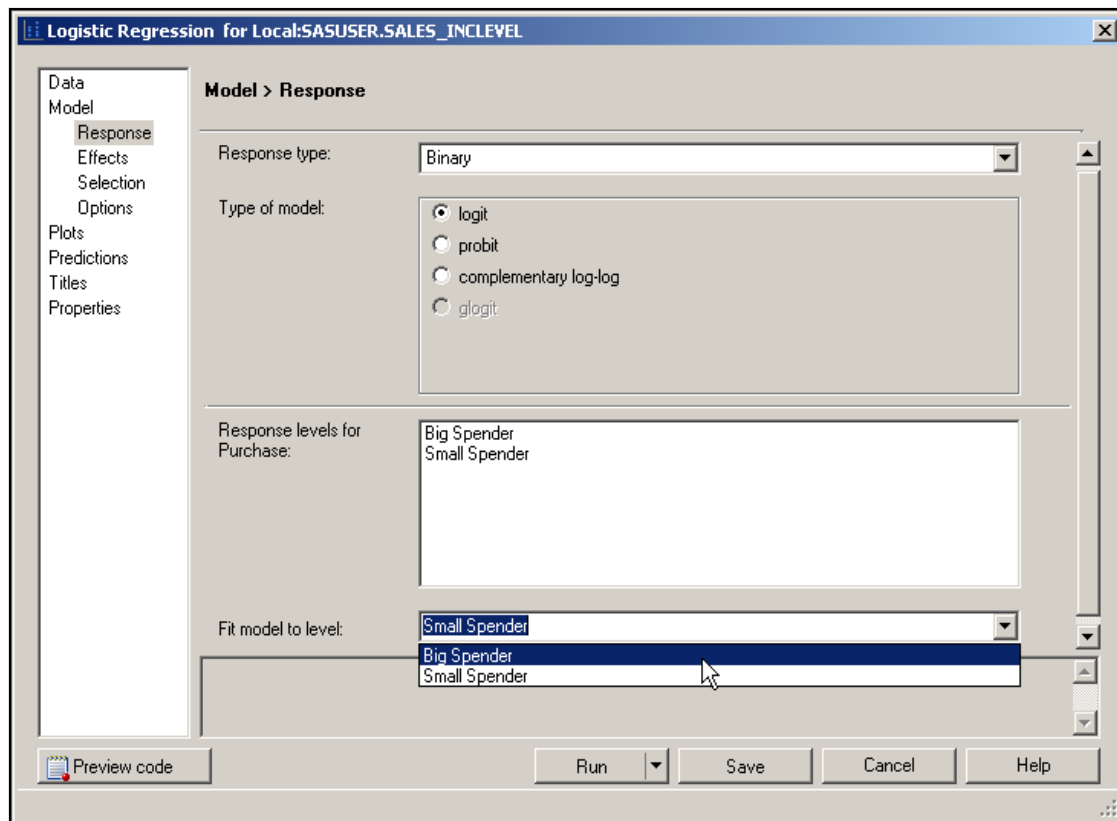 Logistic Regression for Local:SASUSER.SALES_INCLEVEL
Data
Model
Response
Effects
Selection
Options
Plots
Predictions
Titles
Properties
Model > Response
Response type:
Binary
Type of model:
logit
probit
complementary log-log
glogit
Response levels for
Purchase:
Big Spender
Small Spender
Fit model to level:
Small Spender
Big Spender
Small Spender
Preview code
Run
Save
Cancel
Help